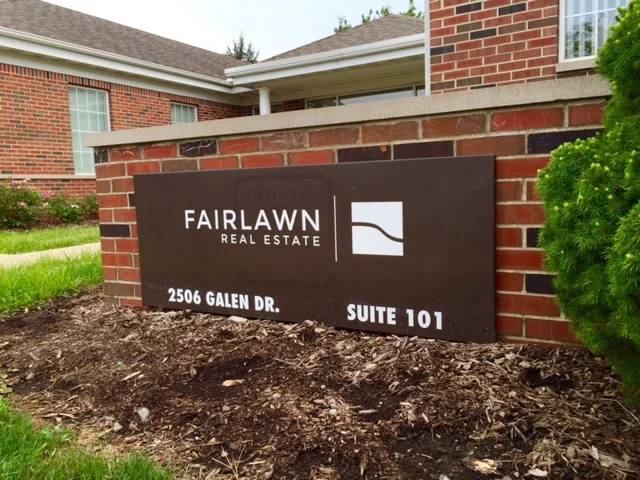 FAIRLAWN
REAL ESTATE
2506 GALEN DR. SUITE 101